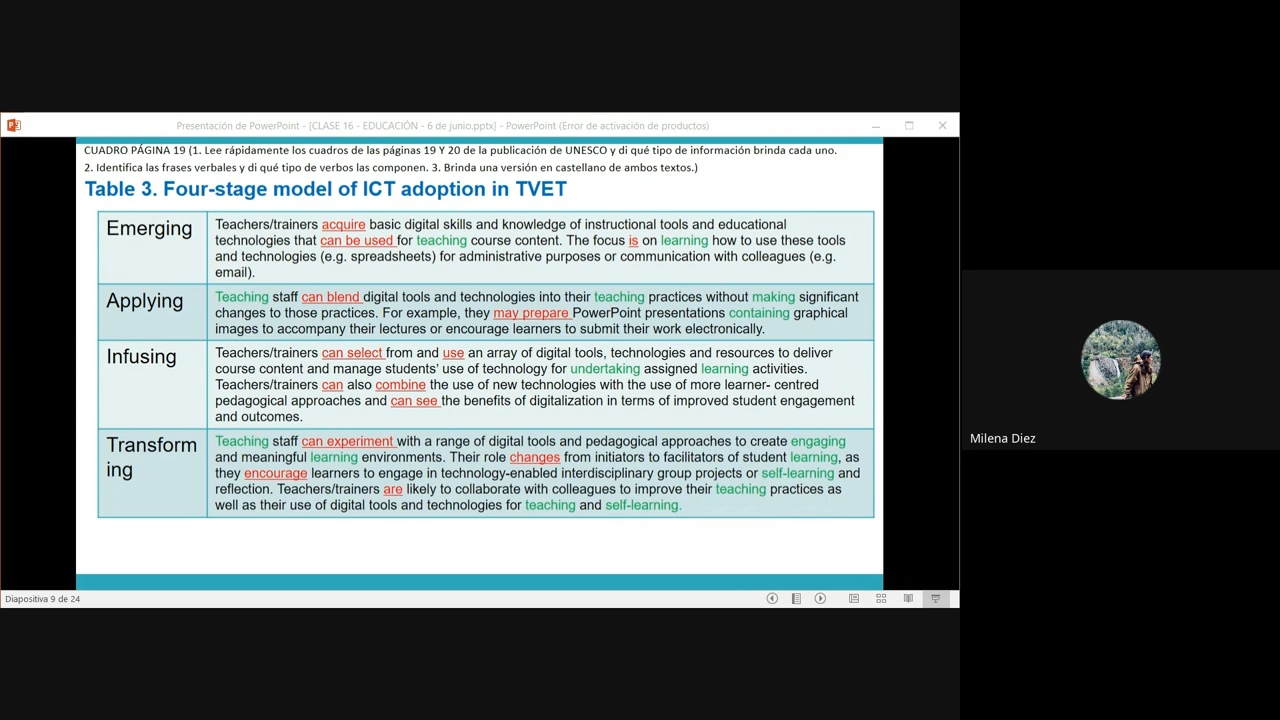 Presentación de PowerPoint - [CLASE 16 - EDUCACIÓN - 6 de junio.pptx] - PowerPoint (Error de activación de productos)
CUADRO PÁGINA 19 (1. Lee rápidamente los cuadros de las páginas 19 Y 20 de la publicación de UNESCO y di qué tipo de información brinda cada uno.
2. Identifica las frases verbales y di qué tipo de verbos las componen. 3. Brinda una versión en castellano de ambos textos.)
Table 3. Four-stage model of ICT adoption in TVET
Emerging
Teachers/trainers acquire basic digital skills and knowledge of instructional tools and educational
technologies that can be used for teaching course content. The focus is on learning how to use these tools
and technologies (e.g. spreadsheets) for administrative purposes or communication with colleagues (e.g.
email).
Applying
Teaching staff can blend digital tools and technologies into their teaching practices without making significant
changes to those practices. For example, they may prepare PowerPoint presentations containing graphical
images to accompany their lectures or encourage learners to submit their work electronically.
Infusing
Teachers/trainers can select from and use an array of digital tools, technologies and resources to deliver
course content and manage students' use of technology for undertaking assigned learning activities.
Teachers/trainers can also combine the use of new technologies with the use of more learner- centred
pedagogical approaches and can see the benefits of digitalization in terms of improved student engagement
and outcomes.
Transform
ing
Teaching staff can experiment with a range of digital tools and pedagogical approaches to create engaging
and meaningful learning environments. Their role changes from initiators to facilitators of student learning, as
they encourage learners to engage in technology-enabled interdisciplinary group projects or self-learning and
reflection. Teachers/trainers are likely to collaborate with colleagues to improve their teaching practices as
well as their use of digital tools and technologies for teaching and self-learning.
Diapositiva 9 de 24
Milena Diez